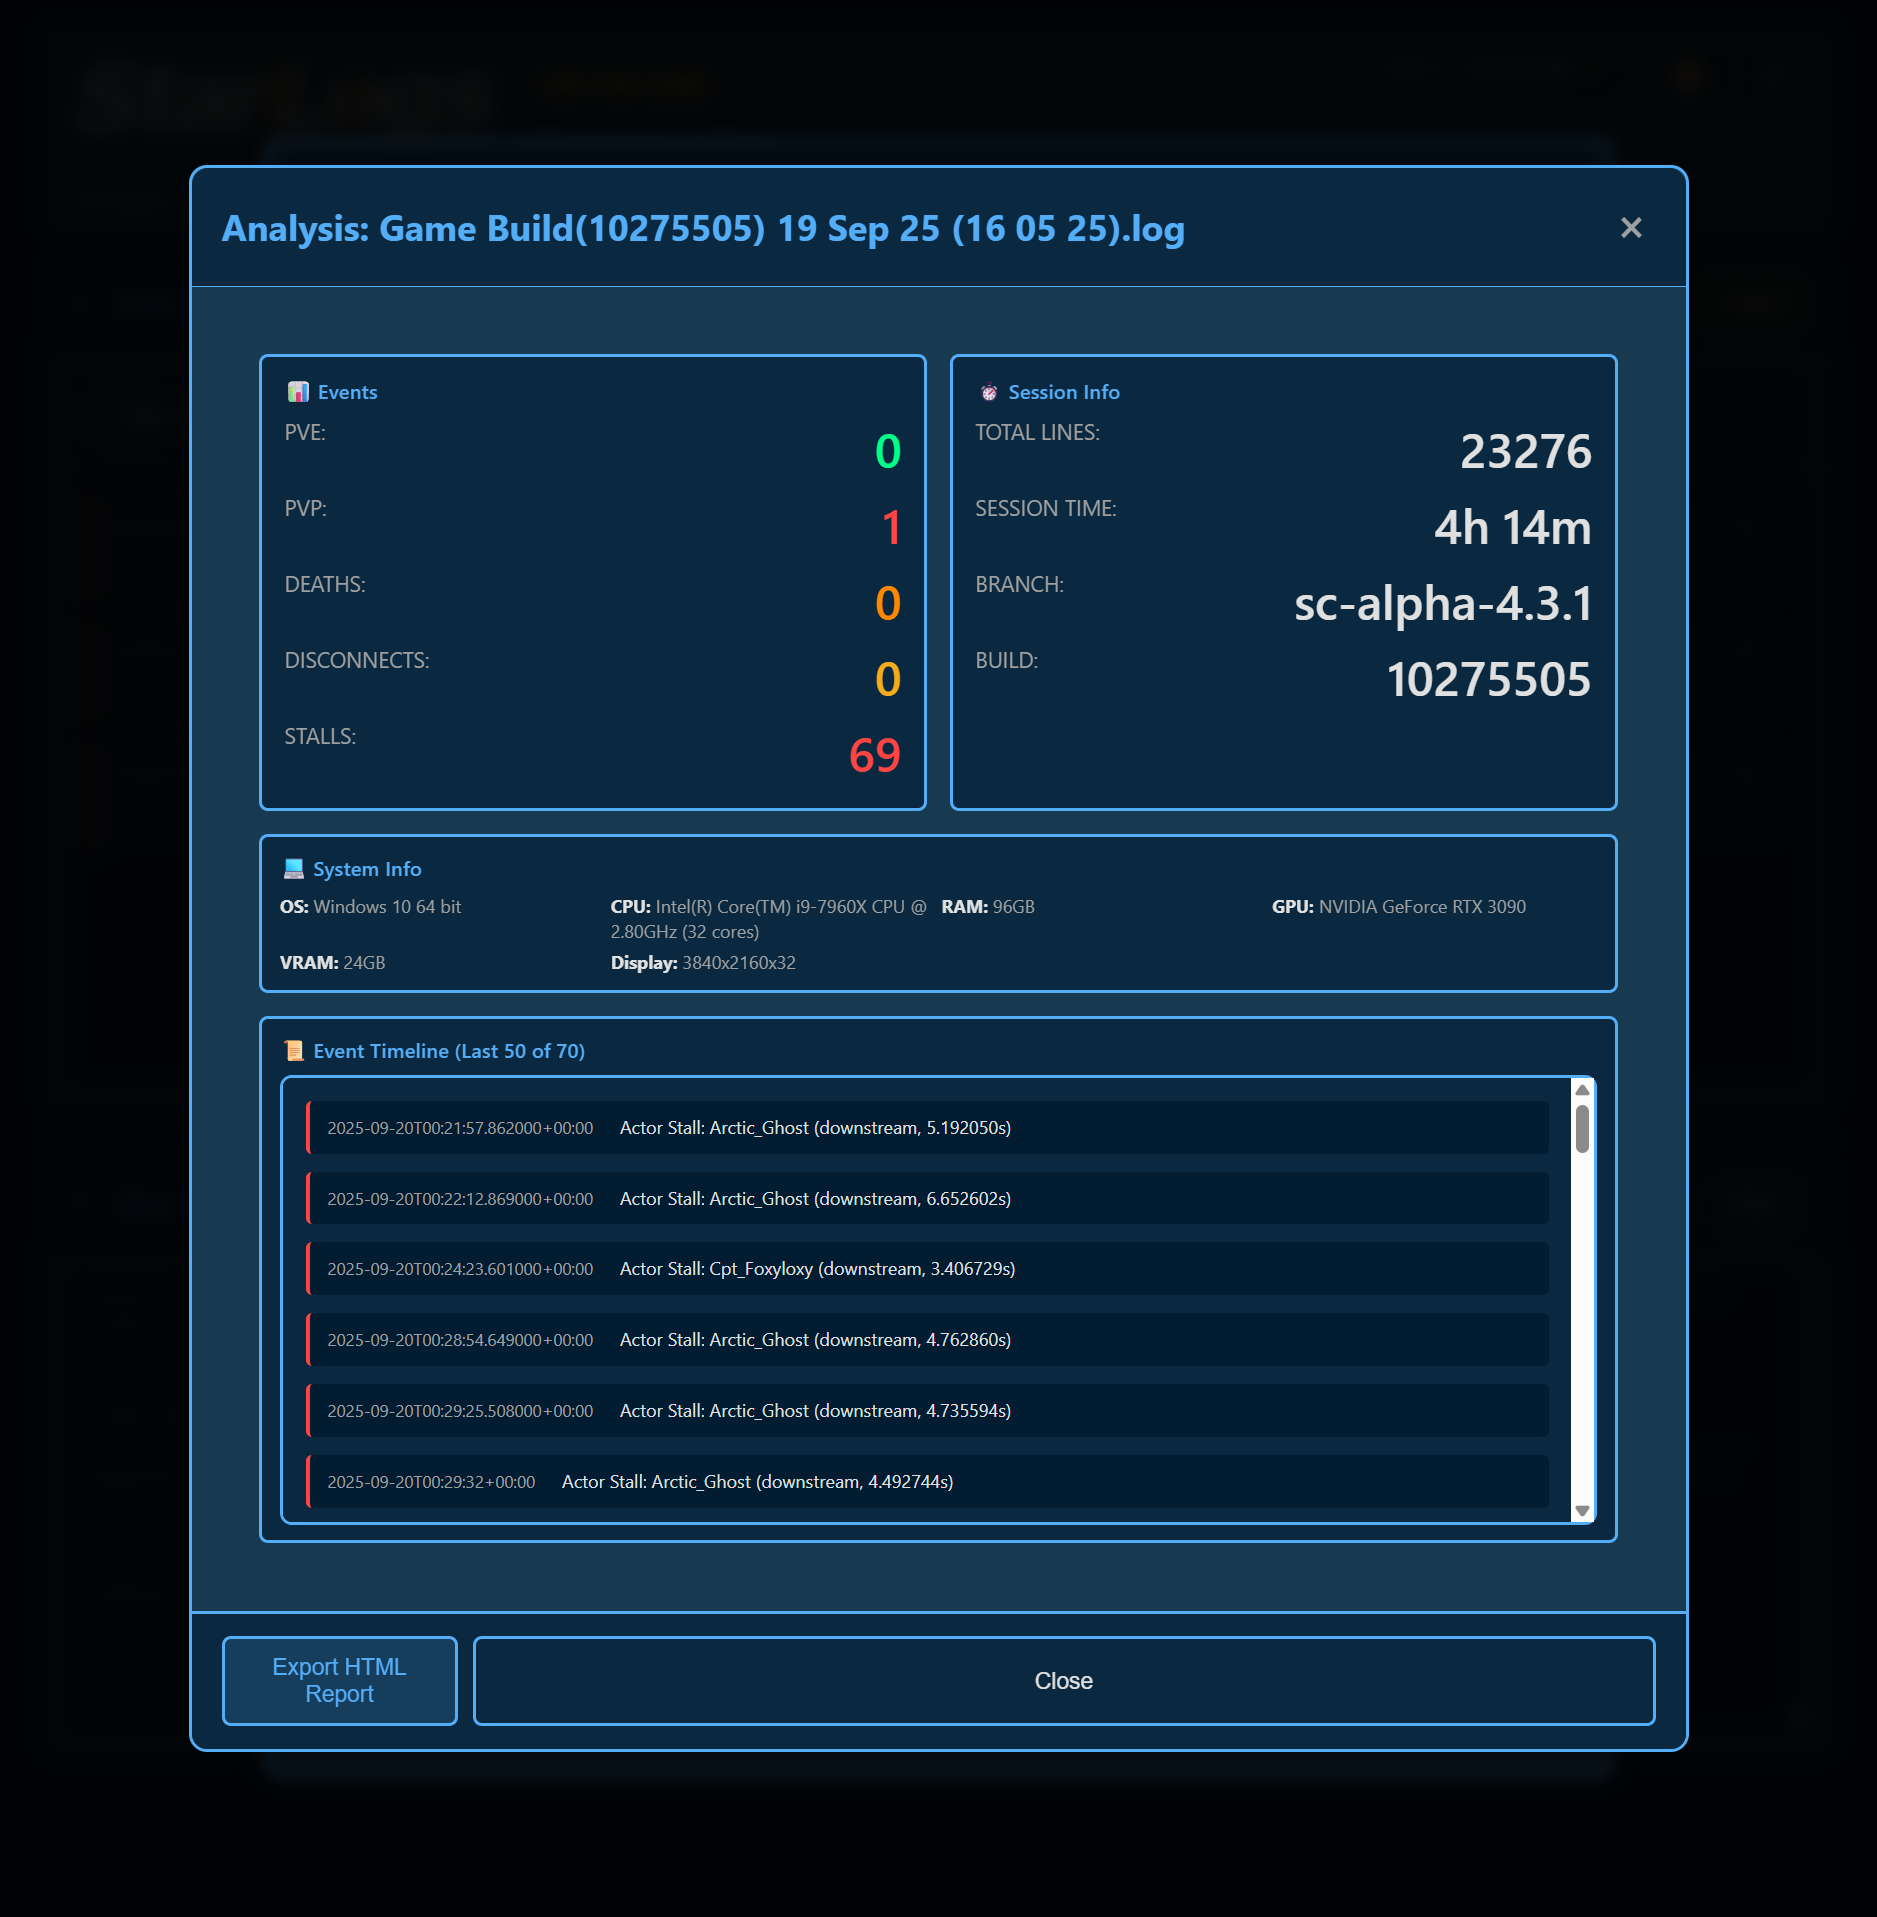 Analysis: Game Build(10275505) 19 Sep 25 (16 05 25).log
×
Events
PVE:
0
PVP:
1
DEATHS:
0
DISCONNECTS:
0
STALLS:
69
Session Info
TOTAL LINES:
23276
SESSION TIME:
4h 14m
BRANCH:
sc-alpha-4.3.1
BUILD:
10275505
System Info
OS: Windows 10 64 bit
CPU: Intel(R) Core(TM) i9-7960X CPU @
2.80GHz (32 cores)
RAM: 96GB
GPU: NVIDIA GeForce RTX 3090
VRAM: 24GB
Display: 3840x2160x32
Event Timeline (Last 50 of 70)
2025-09-20T00:21:57.862000+00:00 Actor Stall: Arctic_Ghost (downstream, 5.192050s)
2025-09-20T00:22:12.869000+00:00 Actor Stall: Arctic_Ghost (downstream, 6.652602s)
2025-09-20T00:24:23.601000+00:00 Actor Stall: Cpt_Foxyloxy (downstream, 3.406729s)
2025-09-20T00:28:54.649000+00:00 Actor Stall: Arctic_Ghost (downstream, 4.762860s)
2025-09-20T00:29:25.508000+00:00 Actor Stall: Arctic_Ghost (downstream, 4.735594s)
2025-09-20T00:29:32+00:00 Actor Stall: Arctic_Ghost (downstream, 4.492744s)
Export HTML
Report
Close